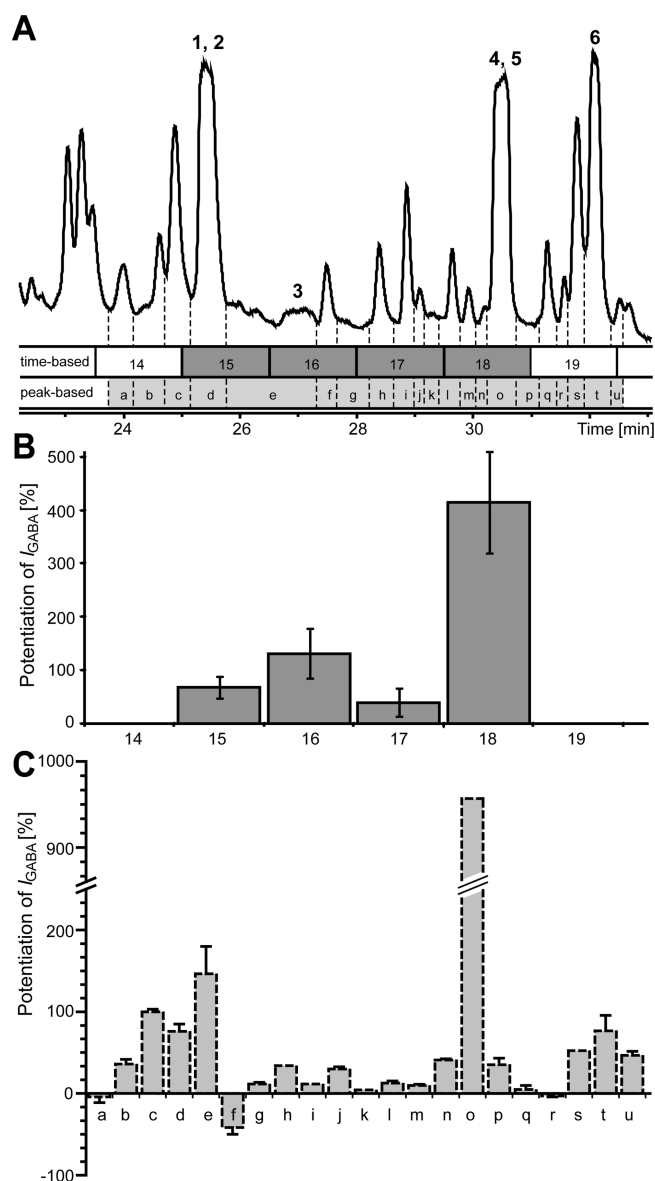 A
1, 2
4, 5
6
3
time-based 14 15 16 17 18 19
peak-based a b c d e f g h i j k l m n o p q r s t u
24 26 28 30 Time [min]
B
Potentiation of IGABA [%]
500
400
300
200
100
0
14 15 16 17 18 19
C
Potentiation of IGABA [%]
1000
900
200
100
0
-100
a b c d e f g h i j k l m n o p q r s t u